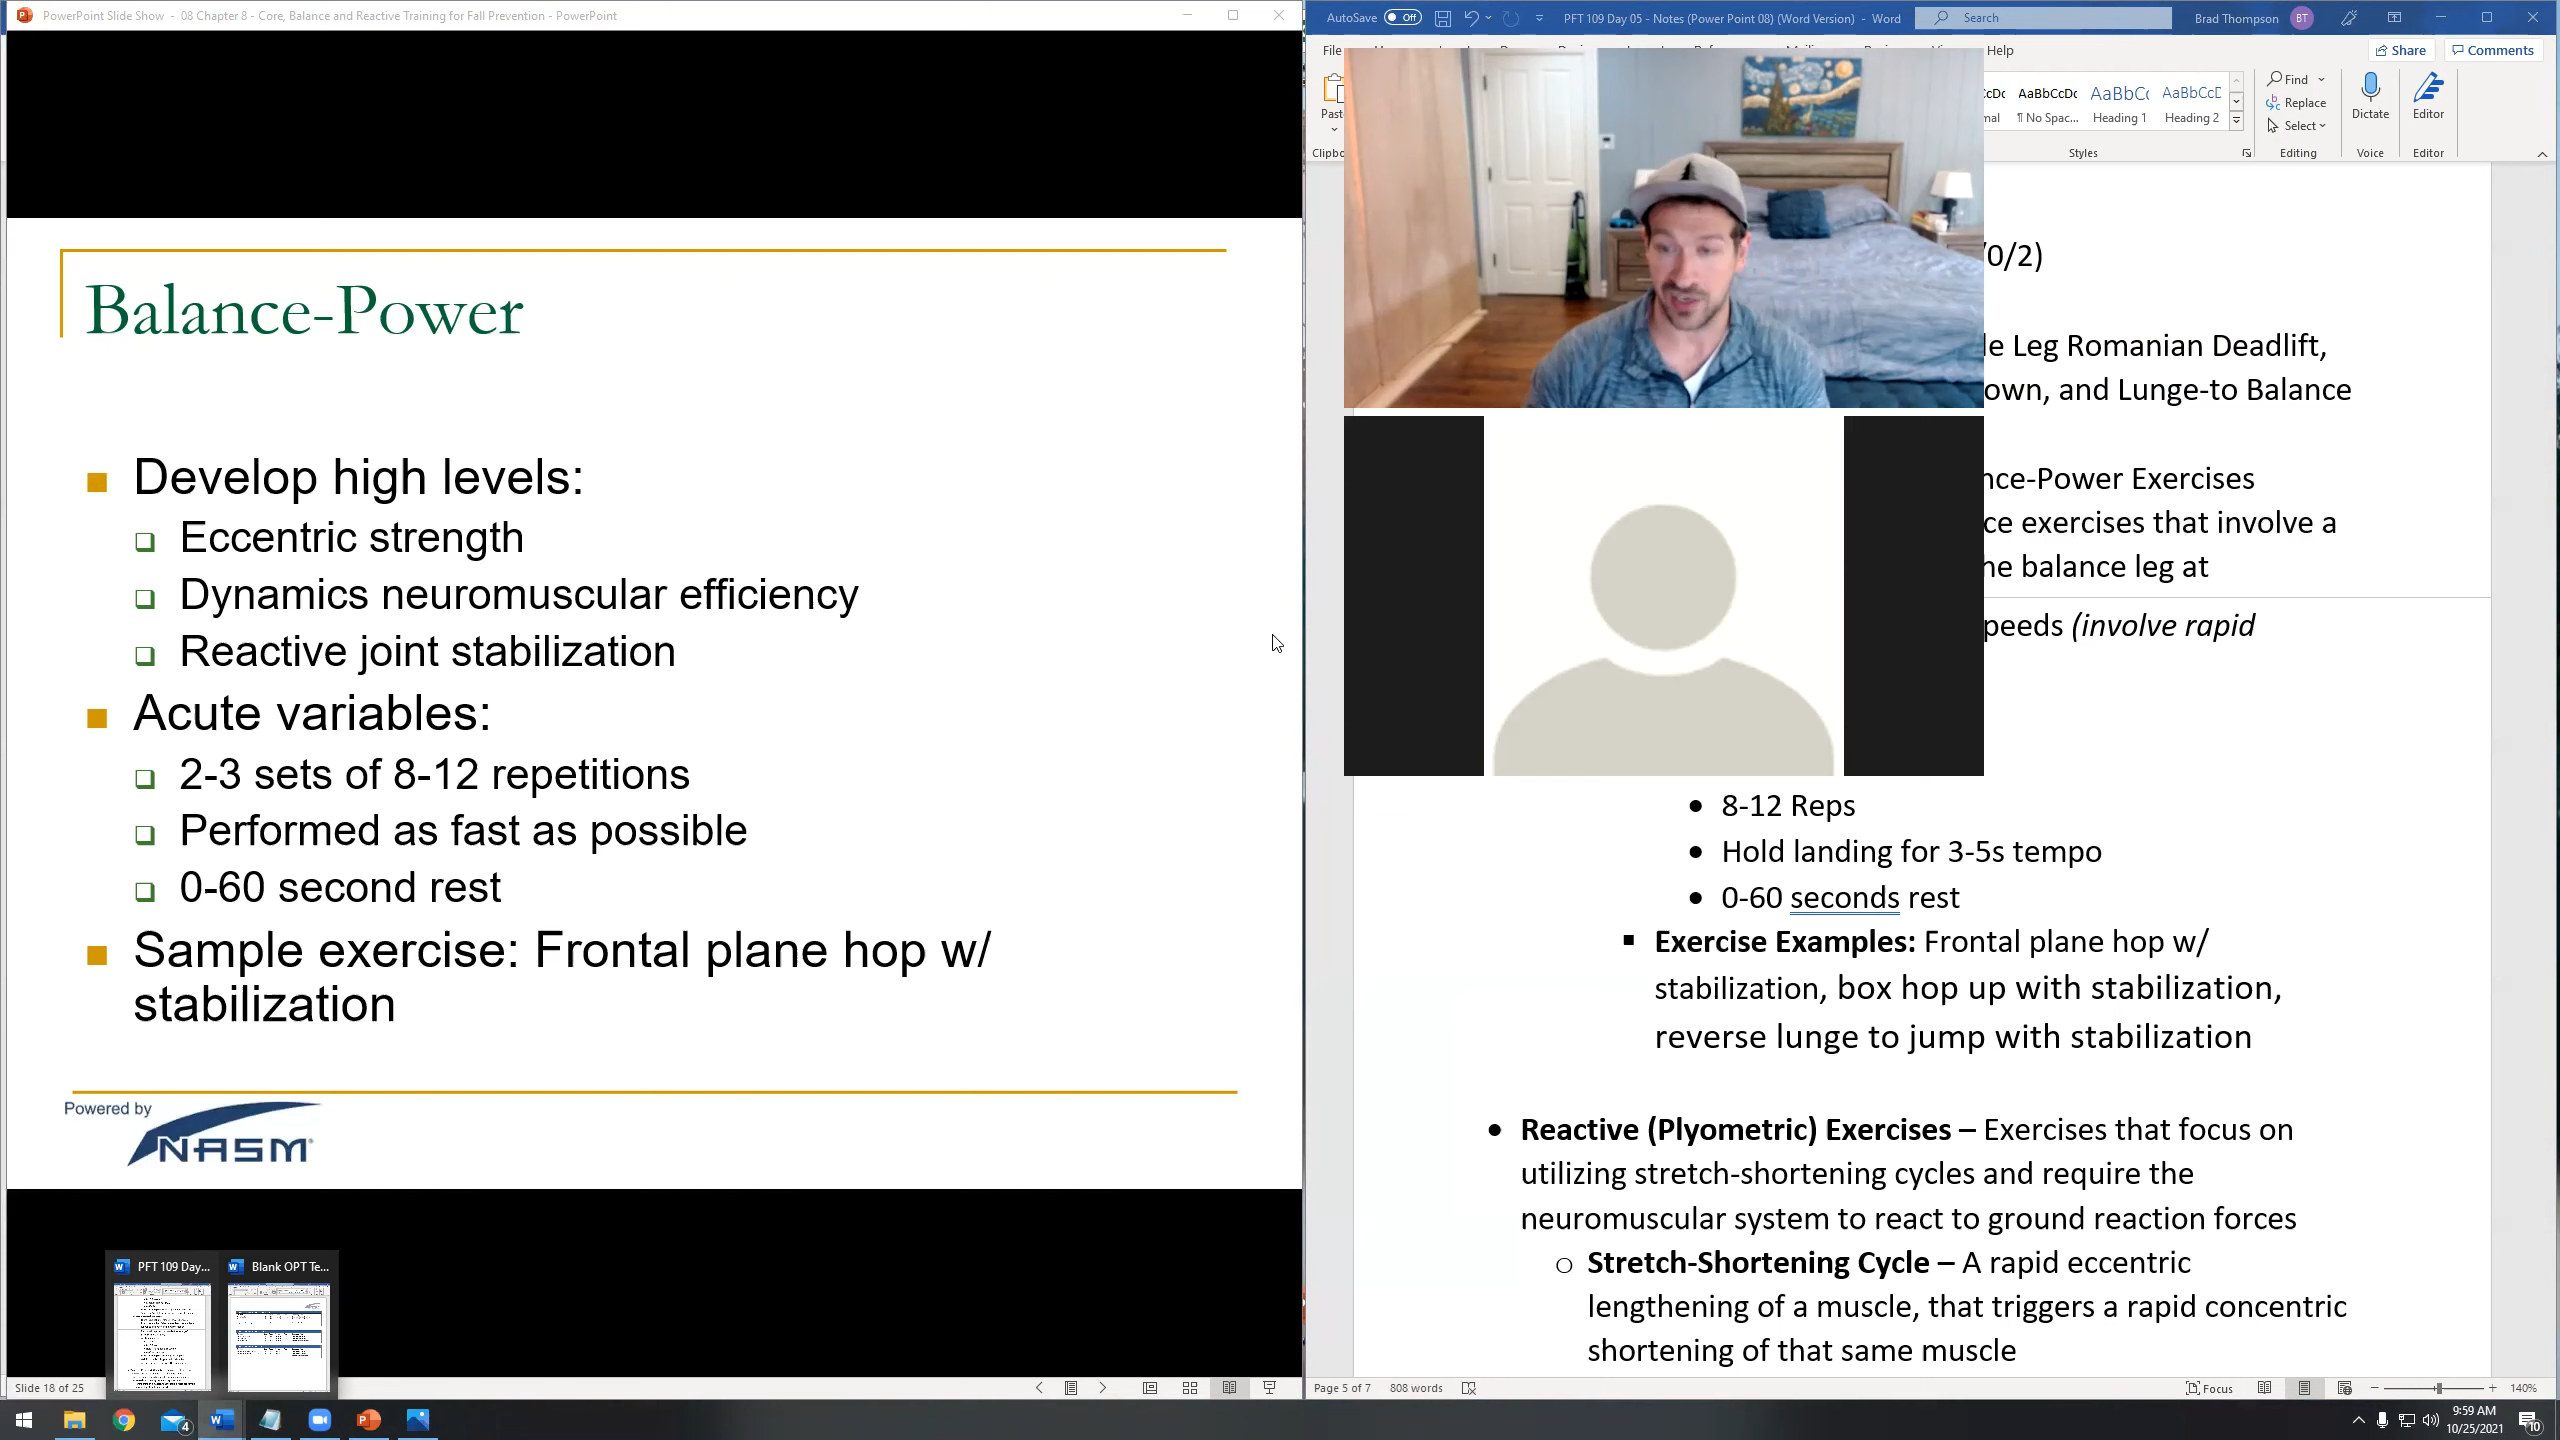 PowerPoint Slide Show - 08 Chapter 8 - Core, Balance and Reactive Training for Fall Prevention - PowerPoint
Balance-Power
Develop high levels:
Eccentric strength
Dynamics neuromuscular efficiency
Reactive joint stabilization
Acute variables:
2-3 sets of 8-12 repetitions
Performed as fast as possible
0-60 second rest
Sample exercise: Frontal plane hop w/
stabilization
Powered by
NASM
PFT 109 Day...
Blank OPT Te...
Slide 18 of 25
AutoSave Off
PFT 109 Day 05 - Notes (Power Point 08) (Word Version) - Word
Search
Brad Thompson BT
File
Help
Share
Comments
Paste
Clipbo
AaBbCcDc AaBbCc AaBbCcD
¶ No Spac... Heading 1 Heading 2
Styles
Find
Replace
Select
Editing
Dictate
Voice
Editor
Editor
/0/2)
le Leg Romanian Deadlift,
own, and Lunge-to Balance
nce-Power Exercises
ce exercises that involve a
he balance leg at
peeds (involve rapid
8-12 Reps
Hold landing for 3-5s tempo
0-60 seconds rest
Exercise Examples: Frontal plane hop w/
stabilization, box hop up with stabilization,
reverse lunge to jump with stabilization
Reactive (Plyometric) Exercises – Exercises that focus on
utilizing stretch-shortening cycles and require the
neuromuscular system to react to ground reaction forces
Stretch-Shortening Cycle – A rapid eccentric
lengthening of a muscle, that triggers a rapid concentric
shortening of that same muscle
Page 5 of 7
808 words
Focus
140%
4
9:59 AM
10/25/2021
10